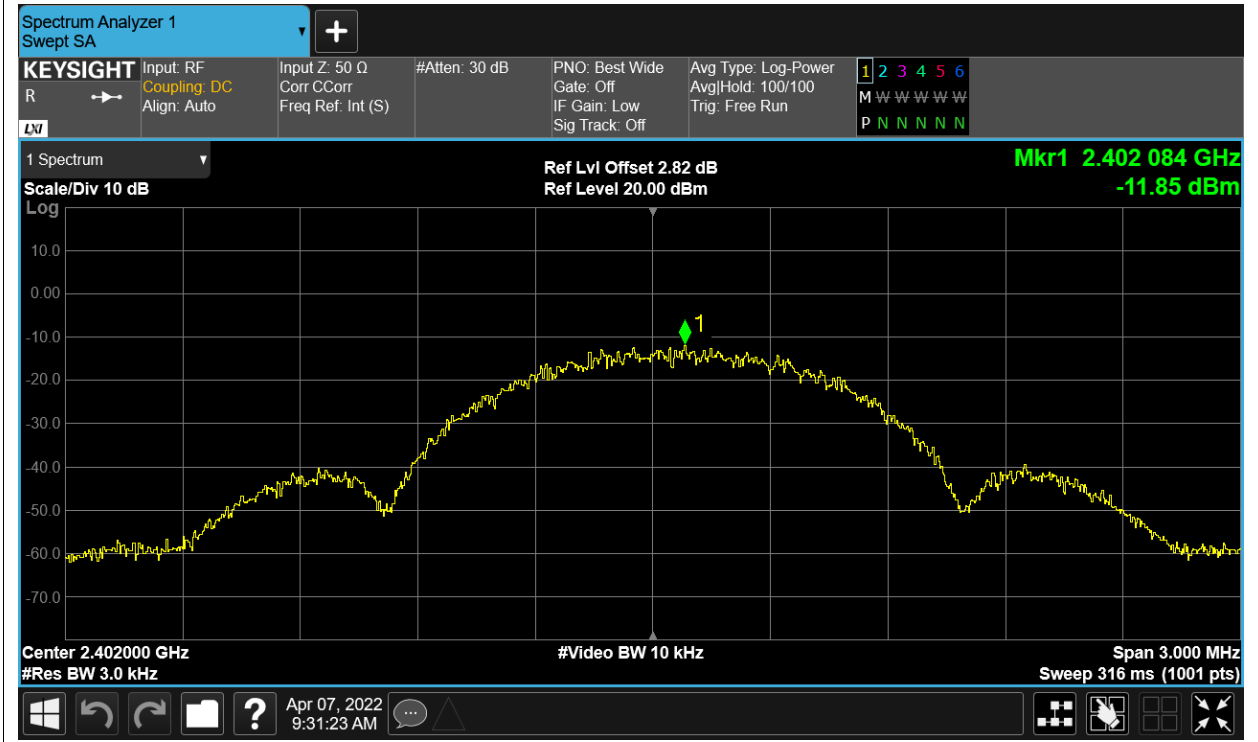 Spectrum Analyzer 1
Swept SA
+
KEYSIGHT
R
LXI
Input: RF
Coupling: DC
Align: Auto
Input Z: 50 Ω
Corr CCorr
Freq Ref: Int (S)
#Atten: 30 dB
PNO: Best Wide
Gate: Off
IF Gain: Low
Sig Track: Off
Avg Type: Log-Power
Avg|Hold: 100/100
Trig: Free Run
1 2 3 4 5 6
M W W W W W W
P N N N N N N
1 Spectrum
Scale/Div 10 dB
Log
Ref Lvl Offset 2.82 dB
Ref Level 20.00 dBm
Mkr1 2.402 084 GHz
-11.85 dBm
10.0
0.00
-10.0
-20.0
-30.0
-40.0
-50.0
-60.0
-70.0
1
Center 2.402000 GHz
#Res BW 3.0 kHz
#Video BW 10 kHz
Span 3.000 MHz
Sweep 316 ms (1001 pts)
?
Apr 07, 2022
9:31:23 AM